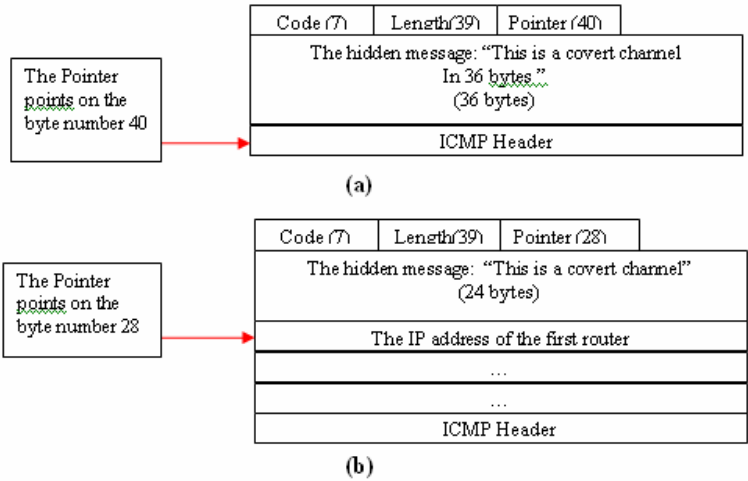 Code (7) Length(39) Pointer (40)
The hidden message: “This is a covert channel
In 36 bytes ”
(36 bytes)
The Pointer
points on the
byte number 40
ICMP Header
(a)
Code (7) Length(39) Pointer (28)
The hidden message: “This is a covert channel”
(24 bytes)
The Pointer
points on the
byte number 28
The IP address of the first router
...
...
ICMP Header
(b)